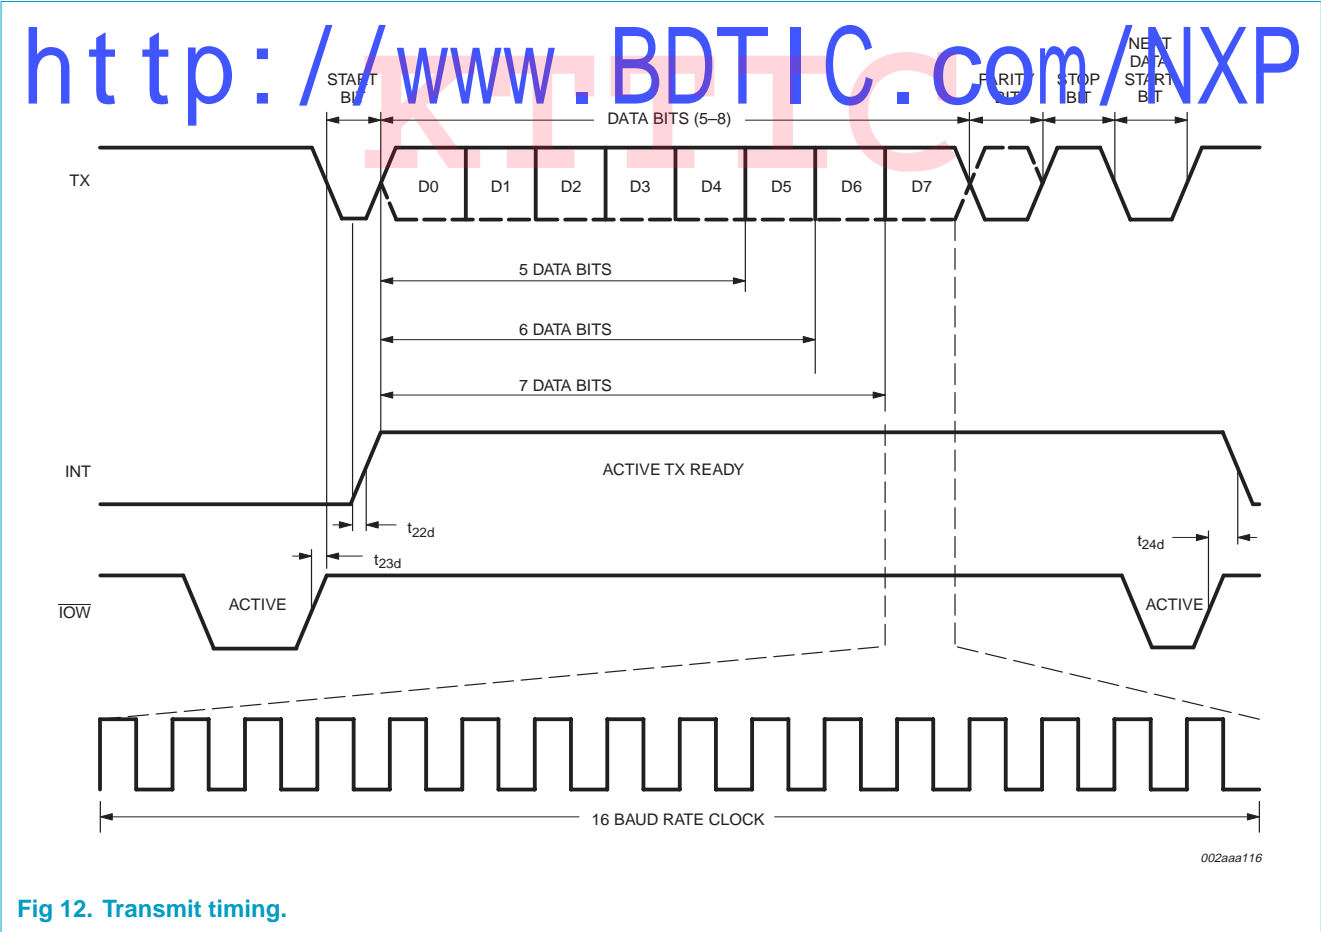 http://www.BDTIC.com/NXP
KTTIC
START
BIT
DATA BITS (5–8)
PARITY
BIT
STOP
BIT
NEXT
DATA
START
BIT
TX
D0 D1 D2 D3 D4 D5 D6 D7
5 DATA BITS
6 DATA BITS
7 DATA BITS
INT
ACTIVE TX READY
t22d
t23d
t24d
IOW
ACTIVE
ACTIVE
16 BAUD RATE CLOCK
002aaa116
Fig 12. Transmit timing.